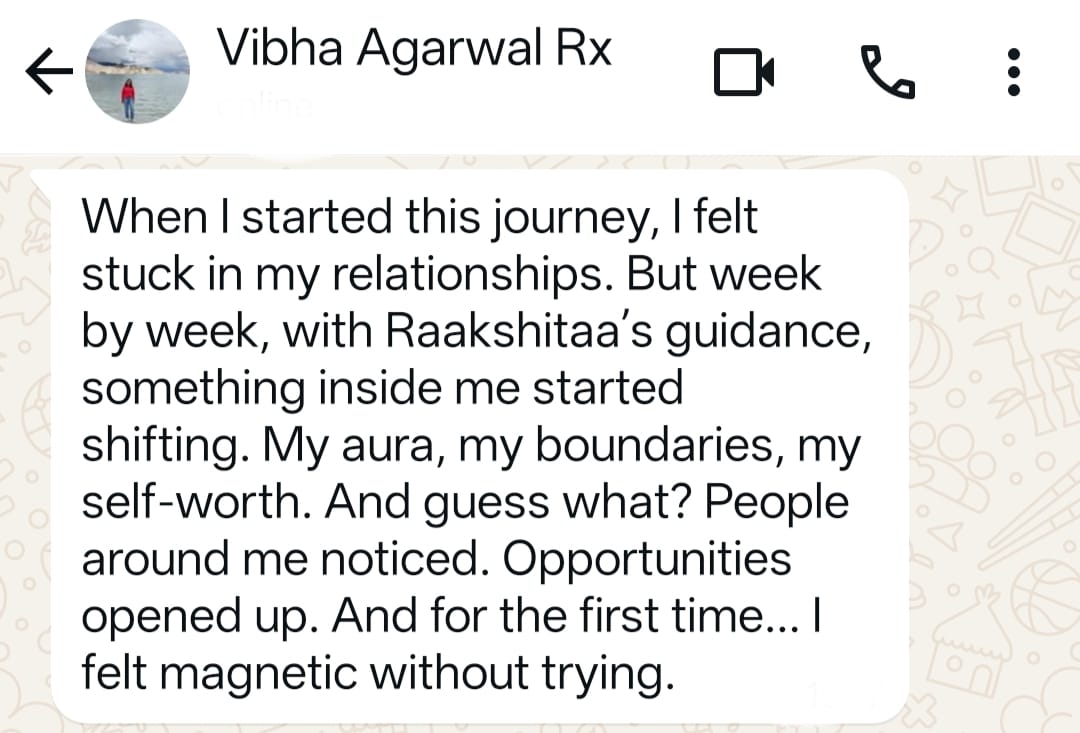 Vibha Agarwal Rx
online
When I started this journey, I felt
stuck in my relationships. But week
by week, with Raakshitaa's guidance,
something inside me started
shifting. My aura, my boundaries, my
self-worth. And guess what? People
around me noticed. Opportunities
opened up. And for the first time... I
felt magnetic without trying.